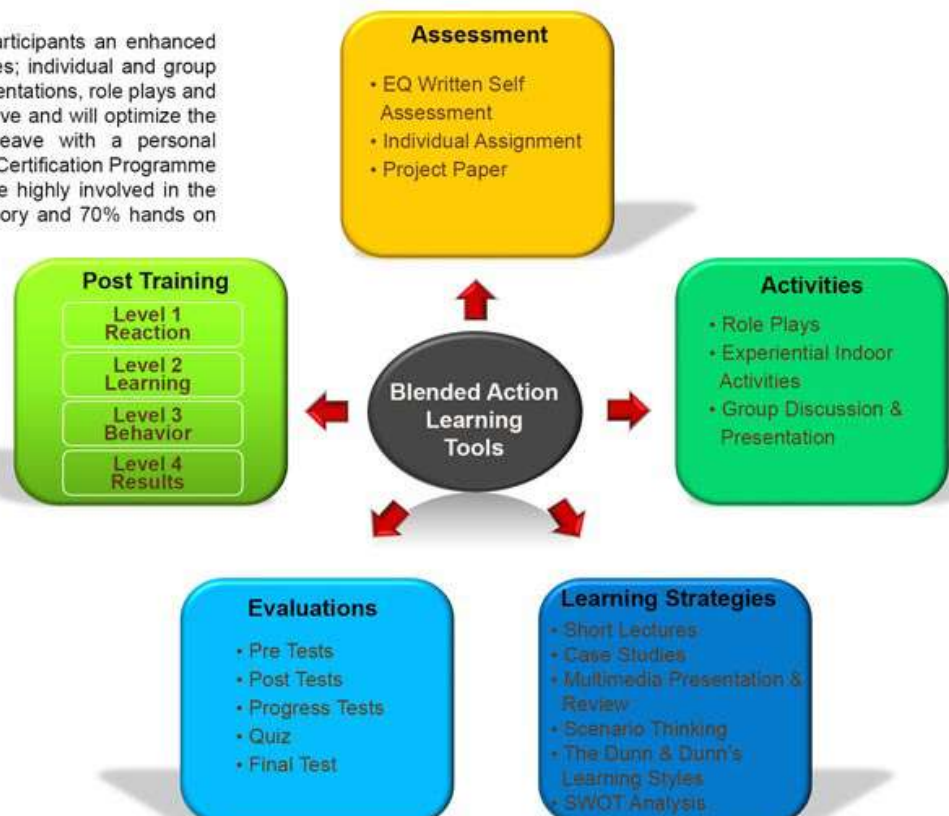 articipants an enhanced
es; individual and group
entations, role plays and
ve and will optimize the
eave with a personal
Certification Programme
e highly involved in the
ory and 70% hands on
Assessment
• EQ Written Self
Assessment
• Individual Assignment
• Project Paper
Post Training
Level 1
Reaction
Level 2
Learning
Level 3
Behavior
Level 4
Results
Blended Action
Learning
Tools
Activities
• Role Plays
• Experiential Indoor
Activities
• Group Discussion &
Presentation
Evaluations
• Pre Tests
• Post Tests
• Progress Tests
• Quiz
• Final Test
Learning Strategies
• Short Lectures
• Case Studies
• Multimedia Presentation &
Review
• Scenario Thinking
• The Dunn & Dunn's
Learning Styles
• SWOT Analysis